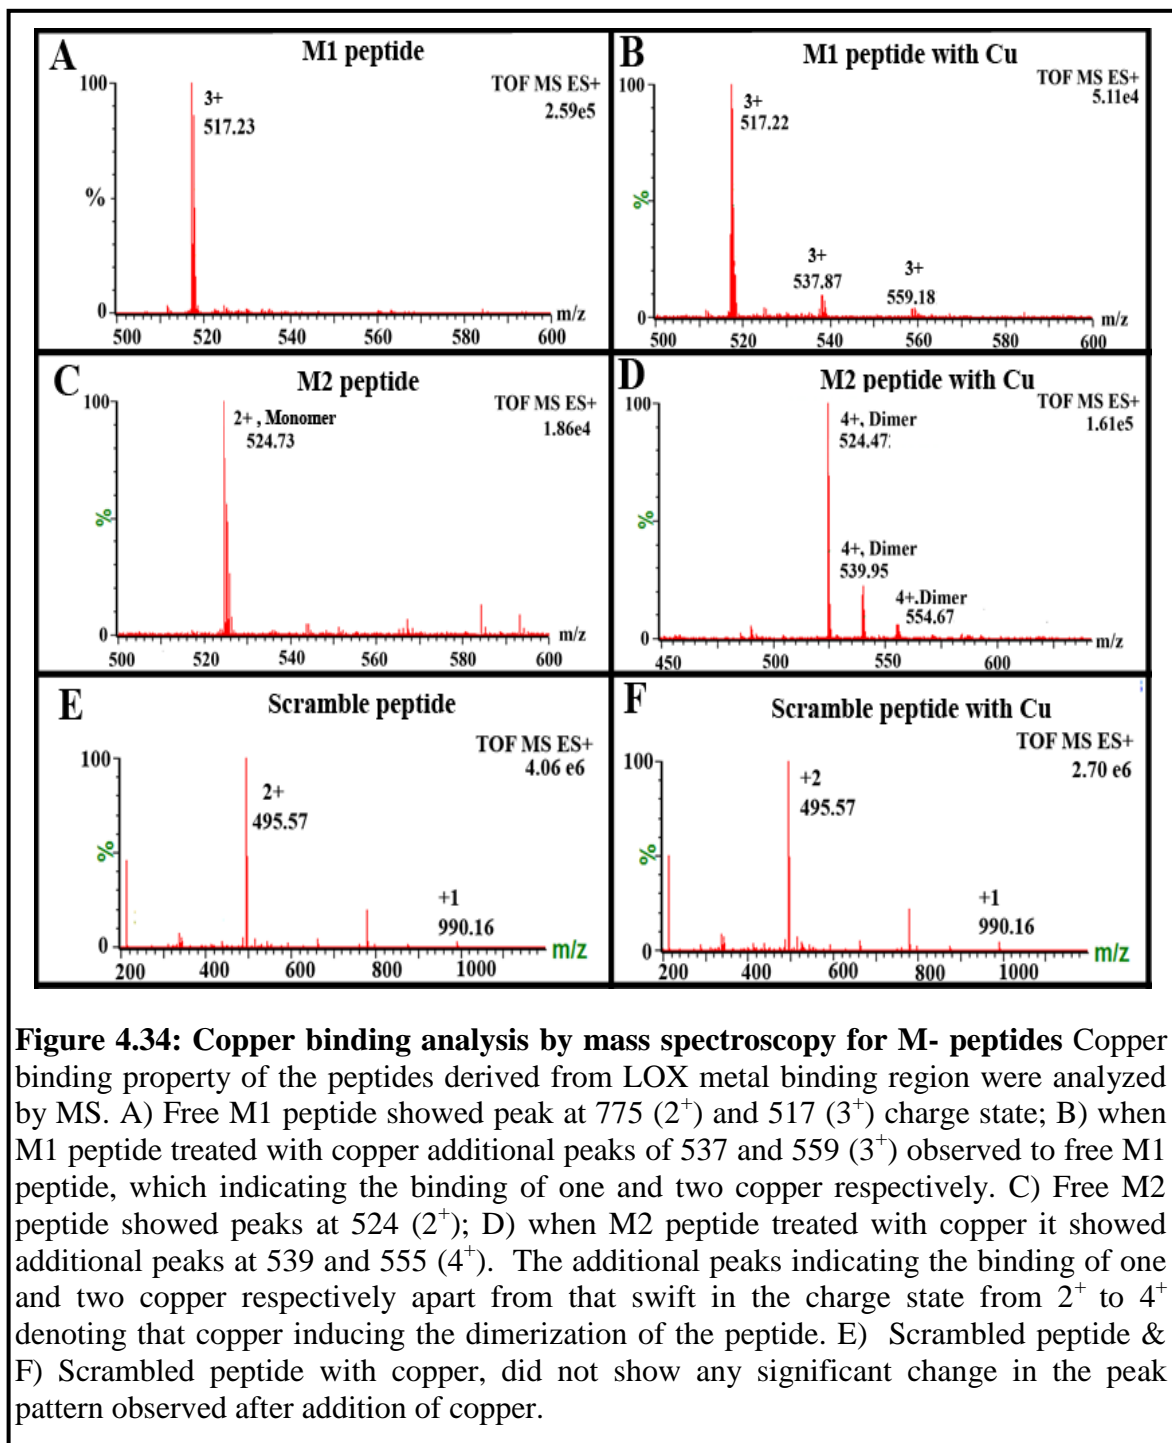 A
M1 peptide
TOF MS ES+
2.59e5
100
3+
517.23
%
0
m/z
500 520 540 560 580 600
B
M1 peptide with Cu
TOF MS ES+
5.11e4
100
3+
517.22
%
3+
537.87
3+
559.18
0
m/z
500 520 540 560 580 600
C
M2 peptide
TOF MS ES+
1.86e4
100
2+ , Monomer
524.73
%
0
m/z
500 520 540 560 580 600
D
M2 peptide with Cu
TOF MS ES+
1.61e5
100
4+, Dimer
524.47
%
4+, Dimer
539.95
4+.Dimer
554.67
0
m/z
450 500 550 600
E
Scramble peptide
TOF MS ES+
4.06 e6
100
2+
495.57
%
+1
990.16
0
m/z
200 400 600 800 1000
F
Scramble peptide with Cu
TOF MS ES+
2.70 e6
100
+2
495.57
%
+1
990.16
0
m/z
200 400 600 800 1000
Figure 4.34: Copper binding analysis by mass spectroscopy for M- peptides Copper
binding property of the peptides derived from LOX metal binding region were analyzed
by MS. A) Free M1 peptide showed peak at 775 (2⁺) and 517 (3⁺) charge state; B) when
M1 peptide treated with copper additional peaks of 537 and 559 (3⁺) observed to free M1
peptide, which indicating the binding of one and two copper respectively. C) Free M2
peptide showed peaks at 524 (2⁺); D) when M2 peptide treated with copper it showed
additional peaks at 539 and 555 (4⁺). The additional peaks indicating the binding of one
and two copper respectively apart from that swift in the charge state from 2⁺ to 4⁺
denoting that copper inducing the dimerization of the peptide. E) Scrambled peptide &
F) Scrambled peptide with copper, did not show any significant change in the peak
pattern observed after addition of copper.